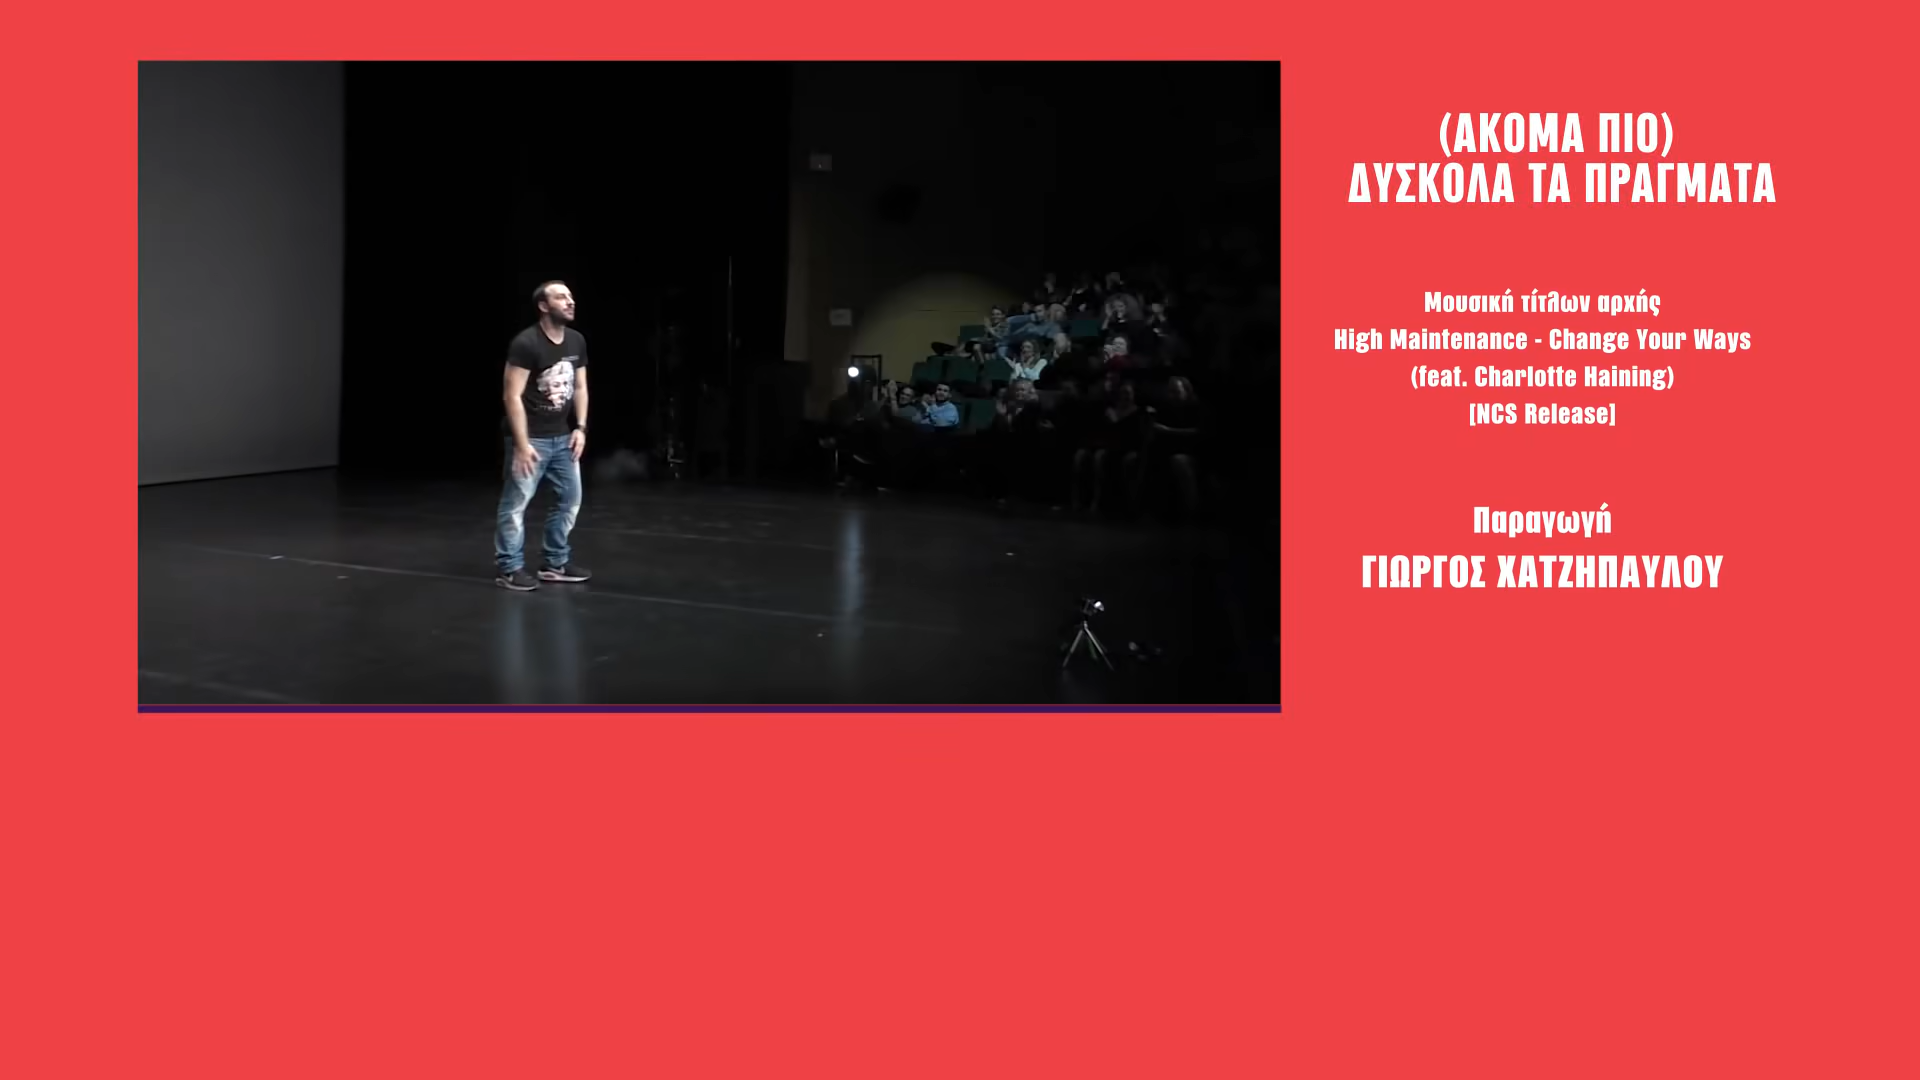 (ΑΚΟΜΑ ΠΙΟ)
ΔΥΣΚΟΛΑ ΤΑ ΠΡΑΓΜΑΤΑ
Μουσική τίτλων αρχής
High Maintenance - Change Your Ways
(feat. Charlotte Haining)
[NCS Release]
Παραγωγή
ΓΙΩΡΓΟΣ ΧΑΤΖΗΠΑΥΛΟΥ